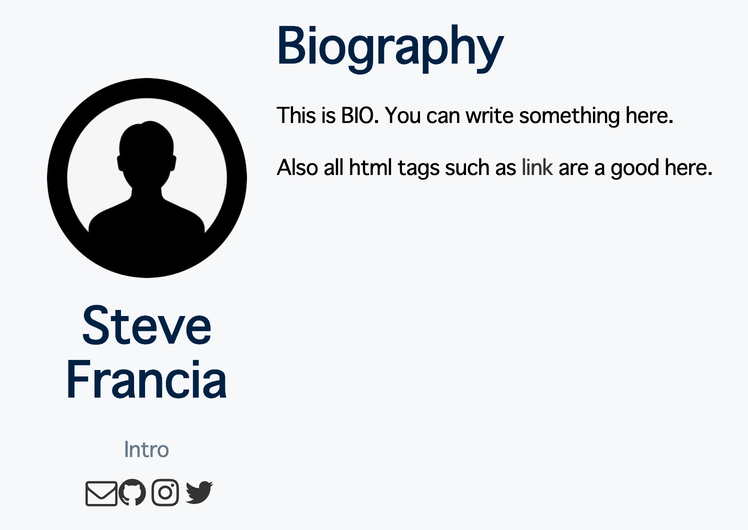 Biography
This is BIO. You can write something here.
Also all html tags such as link are a good here.
Steve
Francia
Intro